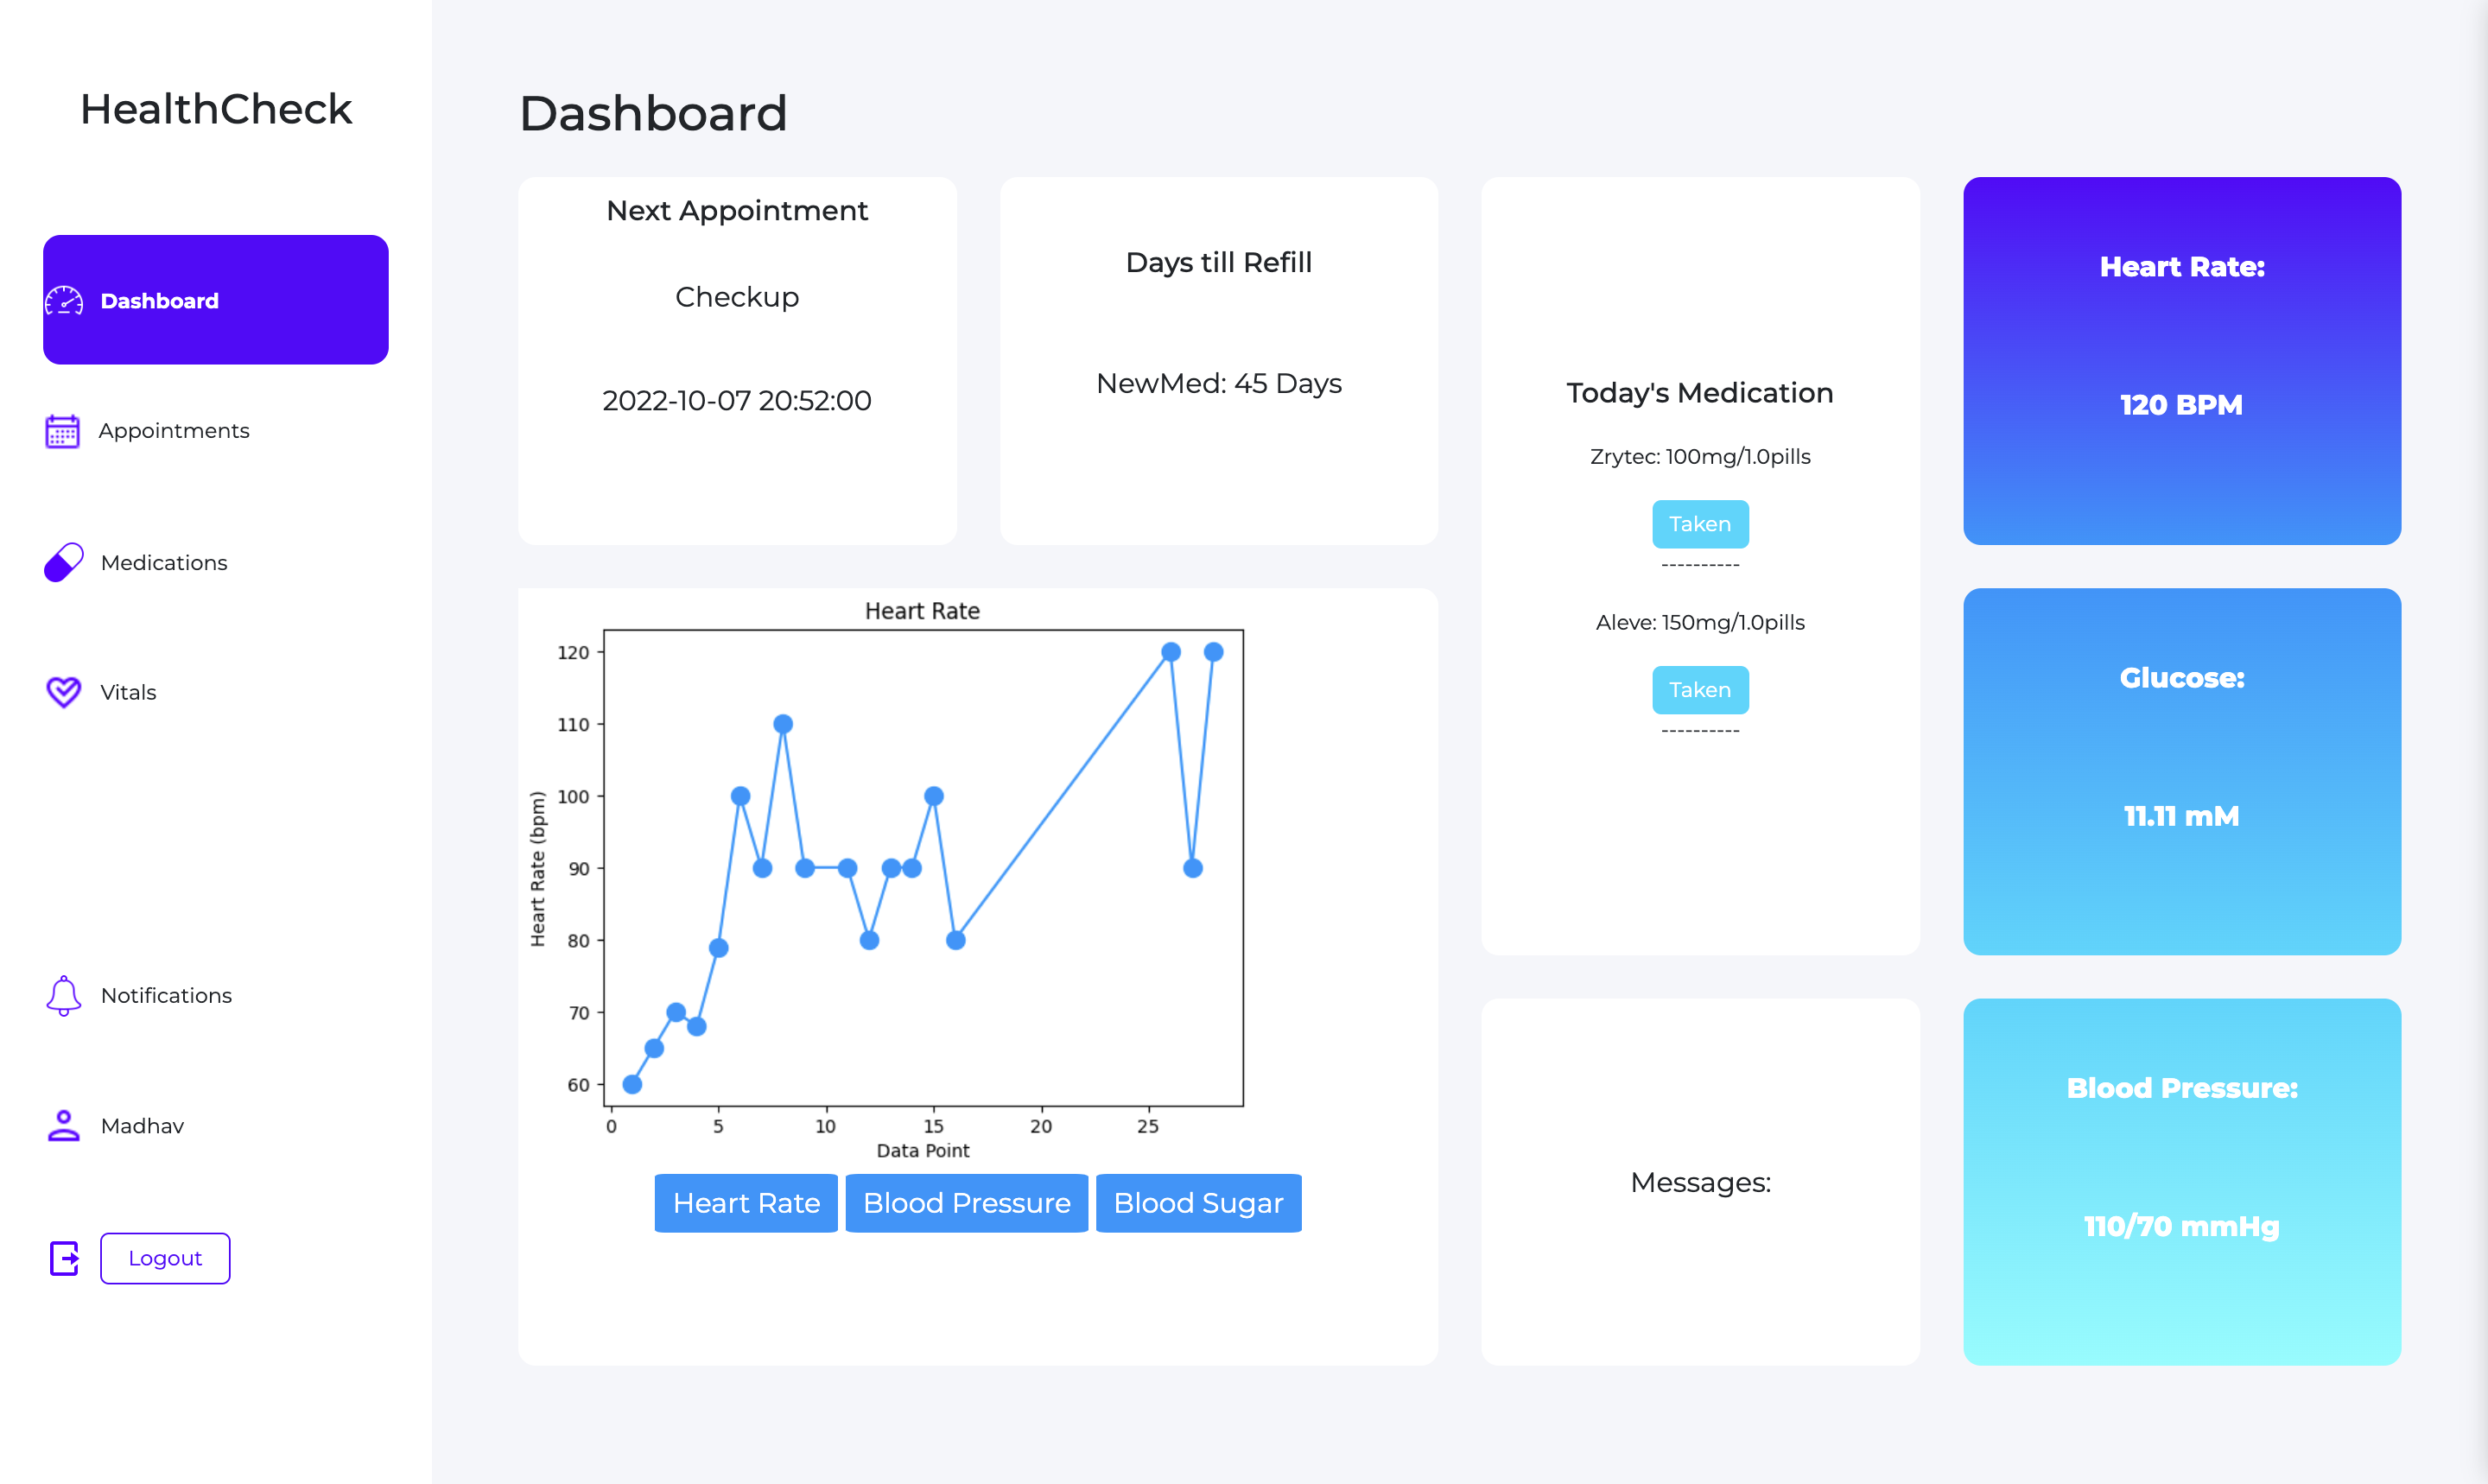 HealthCheck
Dashboard
Appointments
Medications
Vitals
Notifications
Madhav
Logout
Dashboard
Next Appointment
Checkup
2022-10-07 20:52:00
Days till Refill
NewMed: 45 Days
Today's Medication
Zrytec: 100mg/1.0pills
Taken
----------
Aleve: 150mg/1.0pills
Taken
----------
Heart Rate:
120 BPM
Heart Rate
120
110
100
90
80
70
60
Heart Rate (bpm)
0 5 10 15 20 25
Data Point
Heart Rate Blood Pressure Blood Sugar
Glucose:
11.11 mM
Messages:
Blood Pressure:
110/70 mmHg